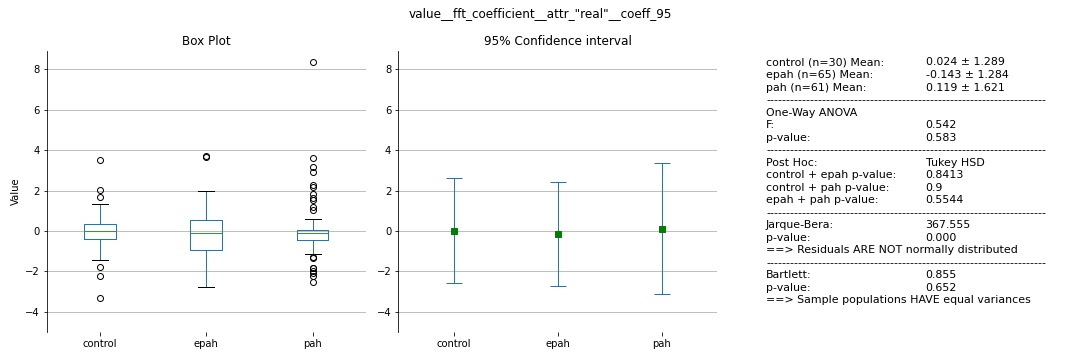 value__fft_coefficient__attr_"real"__coeff_95
Box Plot
8
6
4
2
0
−2
−4
Value
control epah pah
95% Confidence interval
8
6
4
2
0
−2
−4
control epah pah
control (n=30) Mean: 0.024 ± 1.289
epah (n=65) Mean: -0.143 ± 1.284
pah (n=61) Mean: 0.119 ± 1.621
One-Way ANOVA
F: 0.542
p-value: 0.583
Post Hoc: Tukey HSD
control + epah p-value: 0.8413
control + pah p-value: 0.9
epah + pah p-value: 0.5544
Jarque-Bera: 367.555
p-value: 0.000
==> Residuals ARE NOT normally distributed
Bartlett: 0.855
p-value: 0.652
==> Sample populations HAVE equal variances